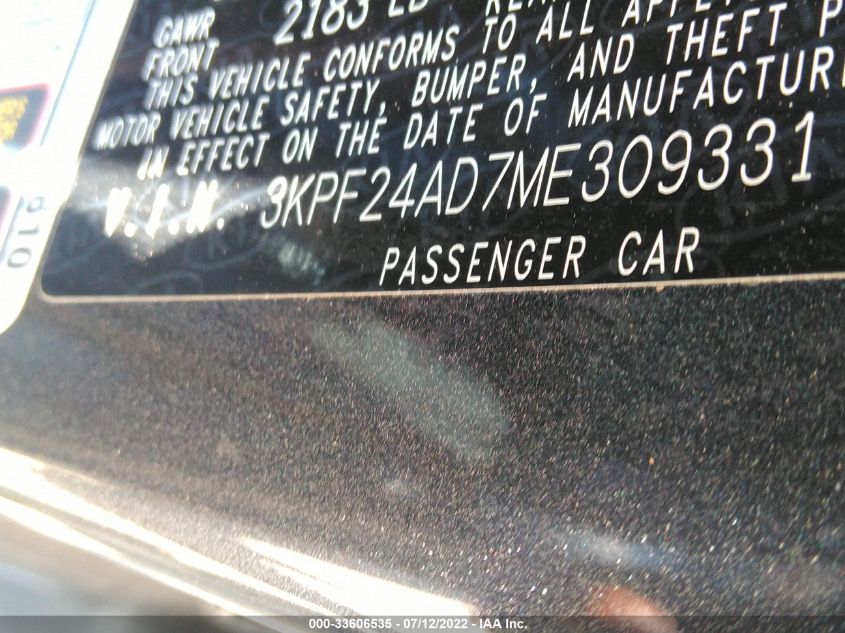 GAWR 2183 LB
FRONT
THIS VEHICLE CONFORMS TO ALL
MOTOR VEHICLE SAFETY, BUMPER, AND THEFT P
IN EFFECT ON THE DATE OF MANUFACTUR
V.I.N. 3KPF24AD7ME309331
PASSENGER CAR
610
000-33606535 - 07/12/2022 - IAA Inc.